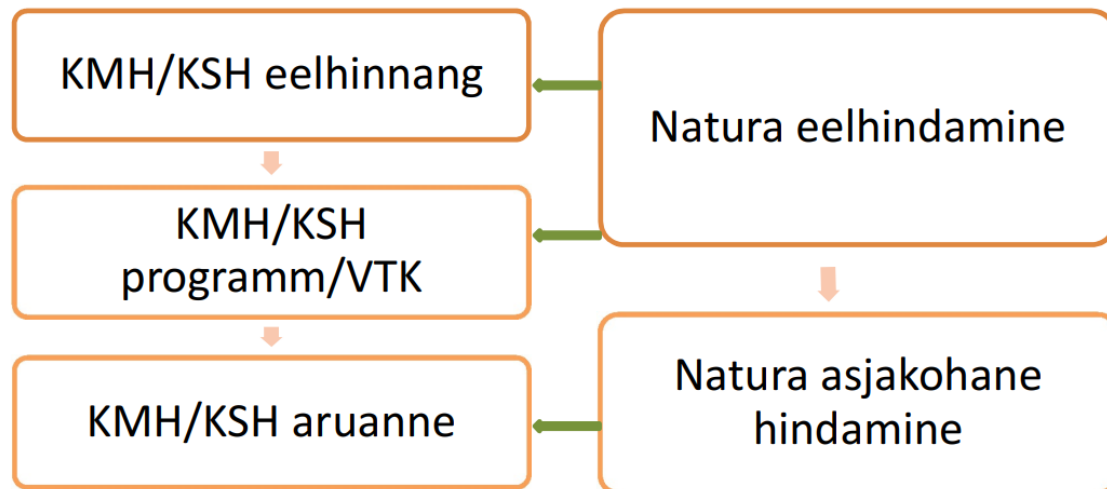 KMH/KSH eelhinnang
Natura eelhindamine
KMH/KSH
programm/VTK
Natura asjakohane
hindamine
KMH/KSH aruanne